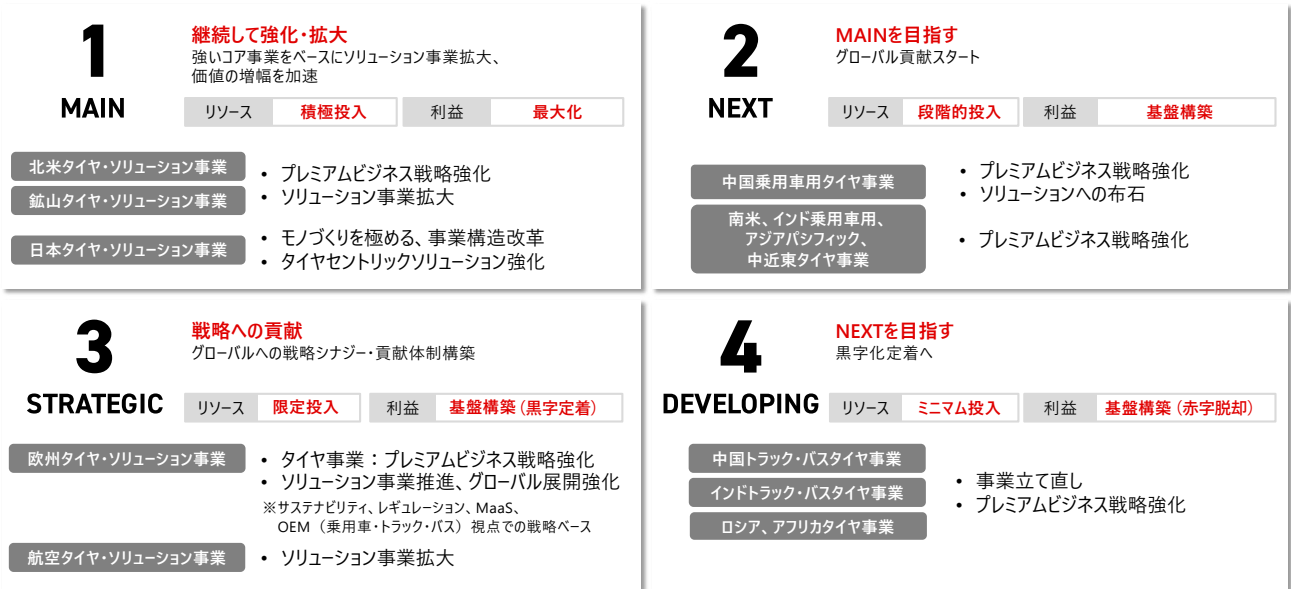 1
MAIN
継続して強化・拡大
強いコア事業をベースにソリューション事業拡大、
価値の増幅を加速
リソース 積極投入 利益 最大化
北米タイヤ・ソリューション事業
鉱山タイヤ・ソリューション事業
• プレミアムビジネス戦略強化
• ソリューション事業拡大
日本タイヤ・ソリューション事業
• モノづくりを極める、事業構造改革
• タイヤセントリックソリューション強化
2
NEXT
MAINを目指す
グローバル貢献スタート
リソース 段階的投入 利益 基盤構築
中国乗用車用タイヤ事業
• プレミアムビジネス戦略強化
• ソリューションへの布石
南米、インド乗用車用、
アジアパシフィック、
中近東タイヤ事業
• プレミアムビジネス戦略強化
3
STRATEGIC
戦略への貢献
グローバルへの戦略シナジー・貢献体制構築
リソース 限定投入 利益 基盤構築（黒字定着）
欧州タイヤ・ソリューション事業
• タイヤ事業：プレミアムビジネス戦略強化
• ソリューション事業推進、グローバル展開強化
※サステナビリティ、レギュレーション、MaaS、
OEM（乗用車・トラック・バス）視点での戦略ベース
航空タイヤ・ソリューション事業
• ソリューション事業拡大
4
DEVELOPING
NEXTを目指す
黒字化定着へ
リソース ミニマム投入 利益 基盤構築（赤字脱却）
中国トラック・バスタイヤ事業
インドトラック・バスタイヤ事業
ロシア、アフリカタイヤ事業
• 事業立て直し
• プレミアムビジネス戦略強化